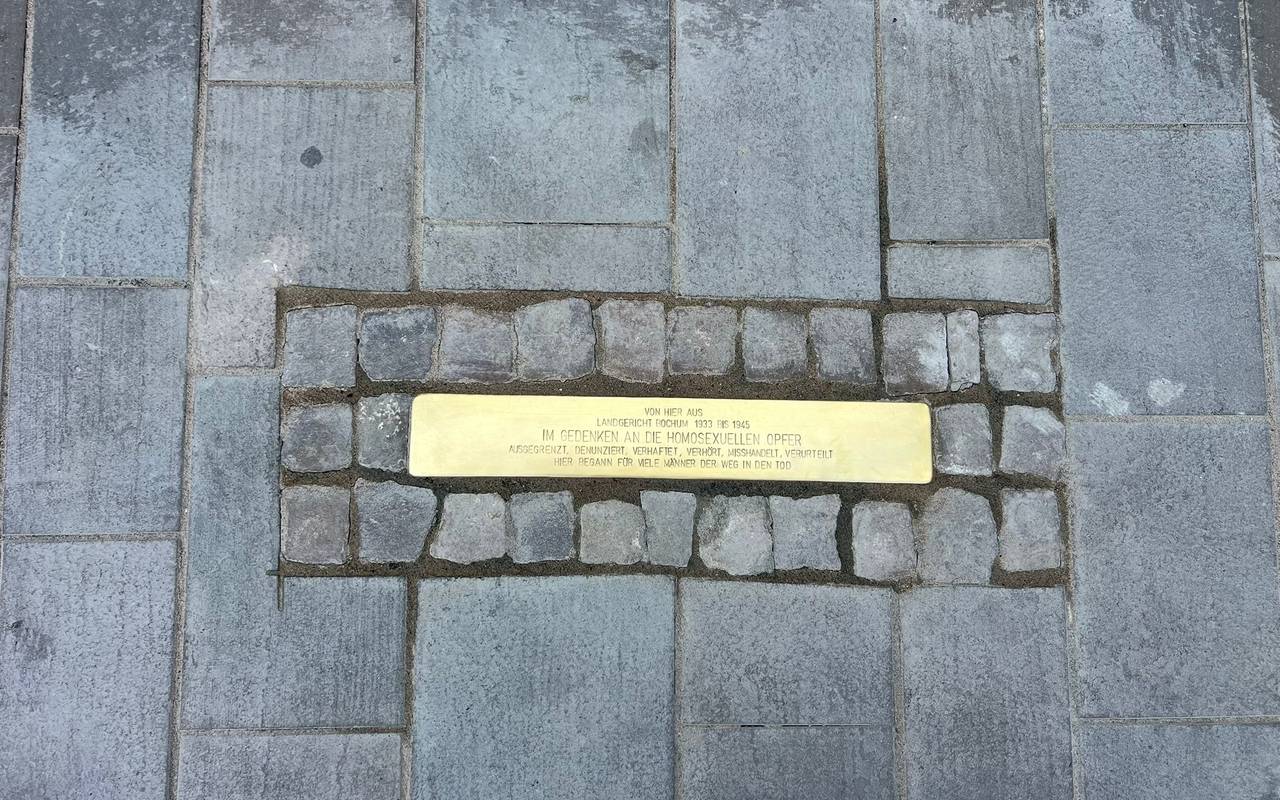 VON HIER AUS
LANDGERICHT BOCHUM 1933 BIS 1945
IM GEDENKEN AN DIE HOMOSEXUELLEN OPFER
AUSGEGRENZT, DENUNZIERT, VERHAFTET, VERHÖRT, MISSHANDELT, VERURTEILT
HIER BEGANN FÜR VIELE MÄNNER DER WEG IN DEN TOD